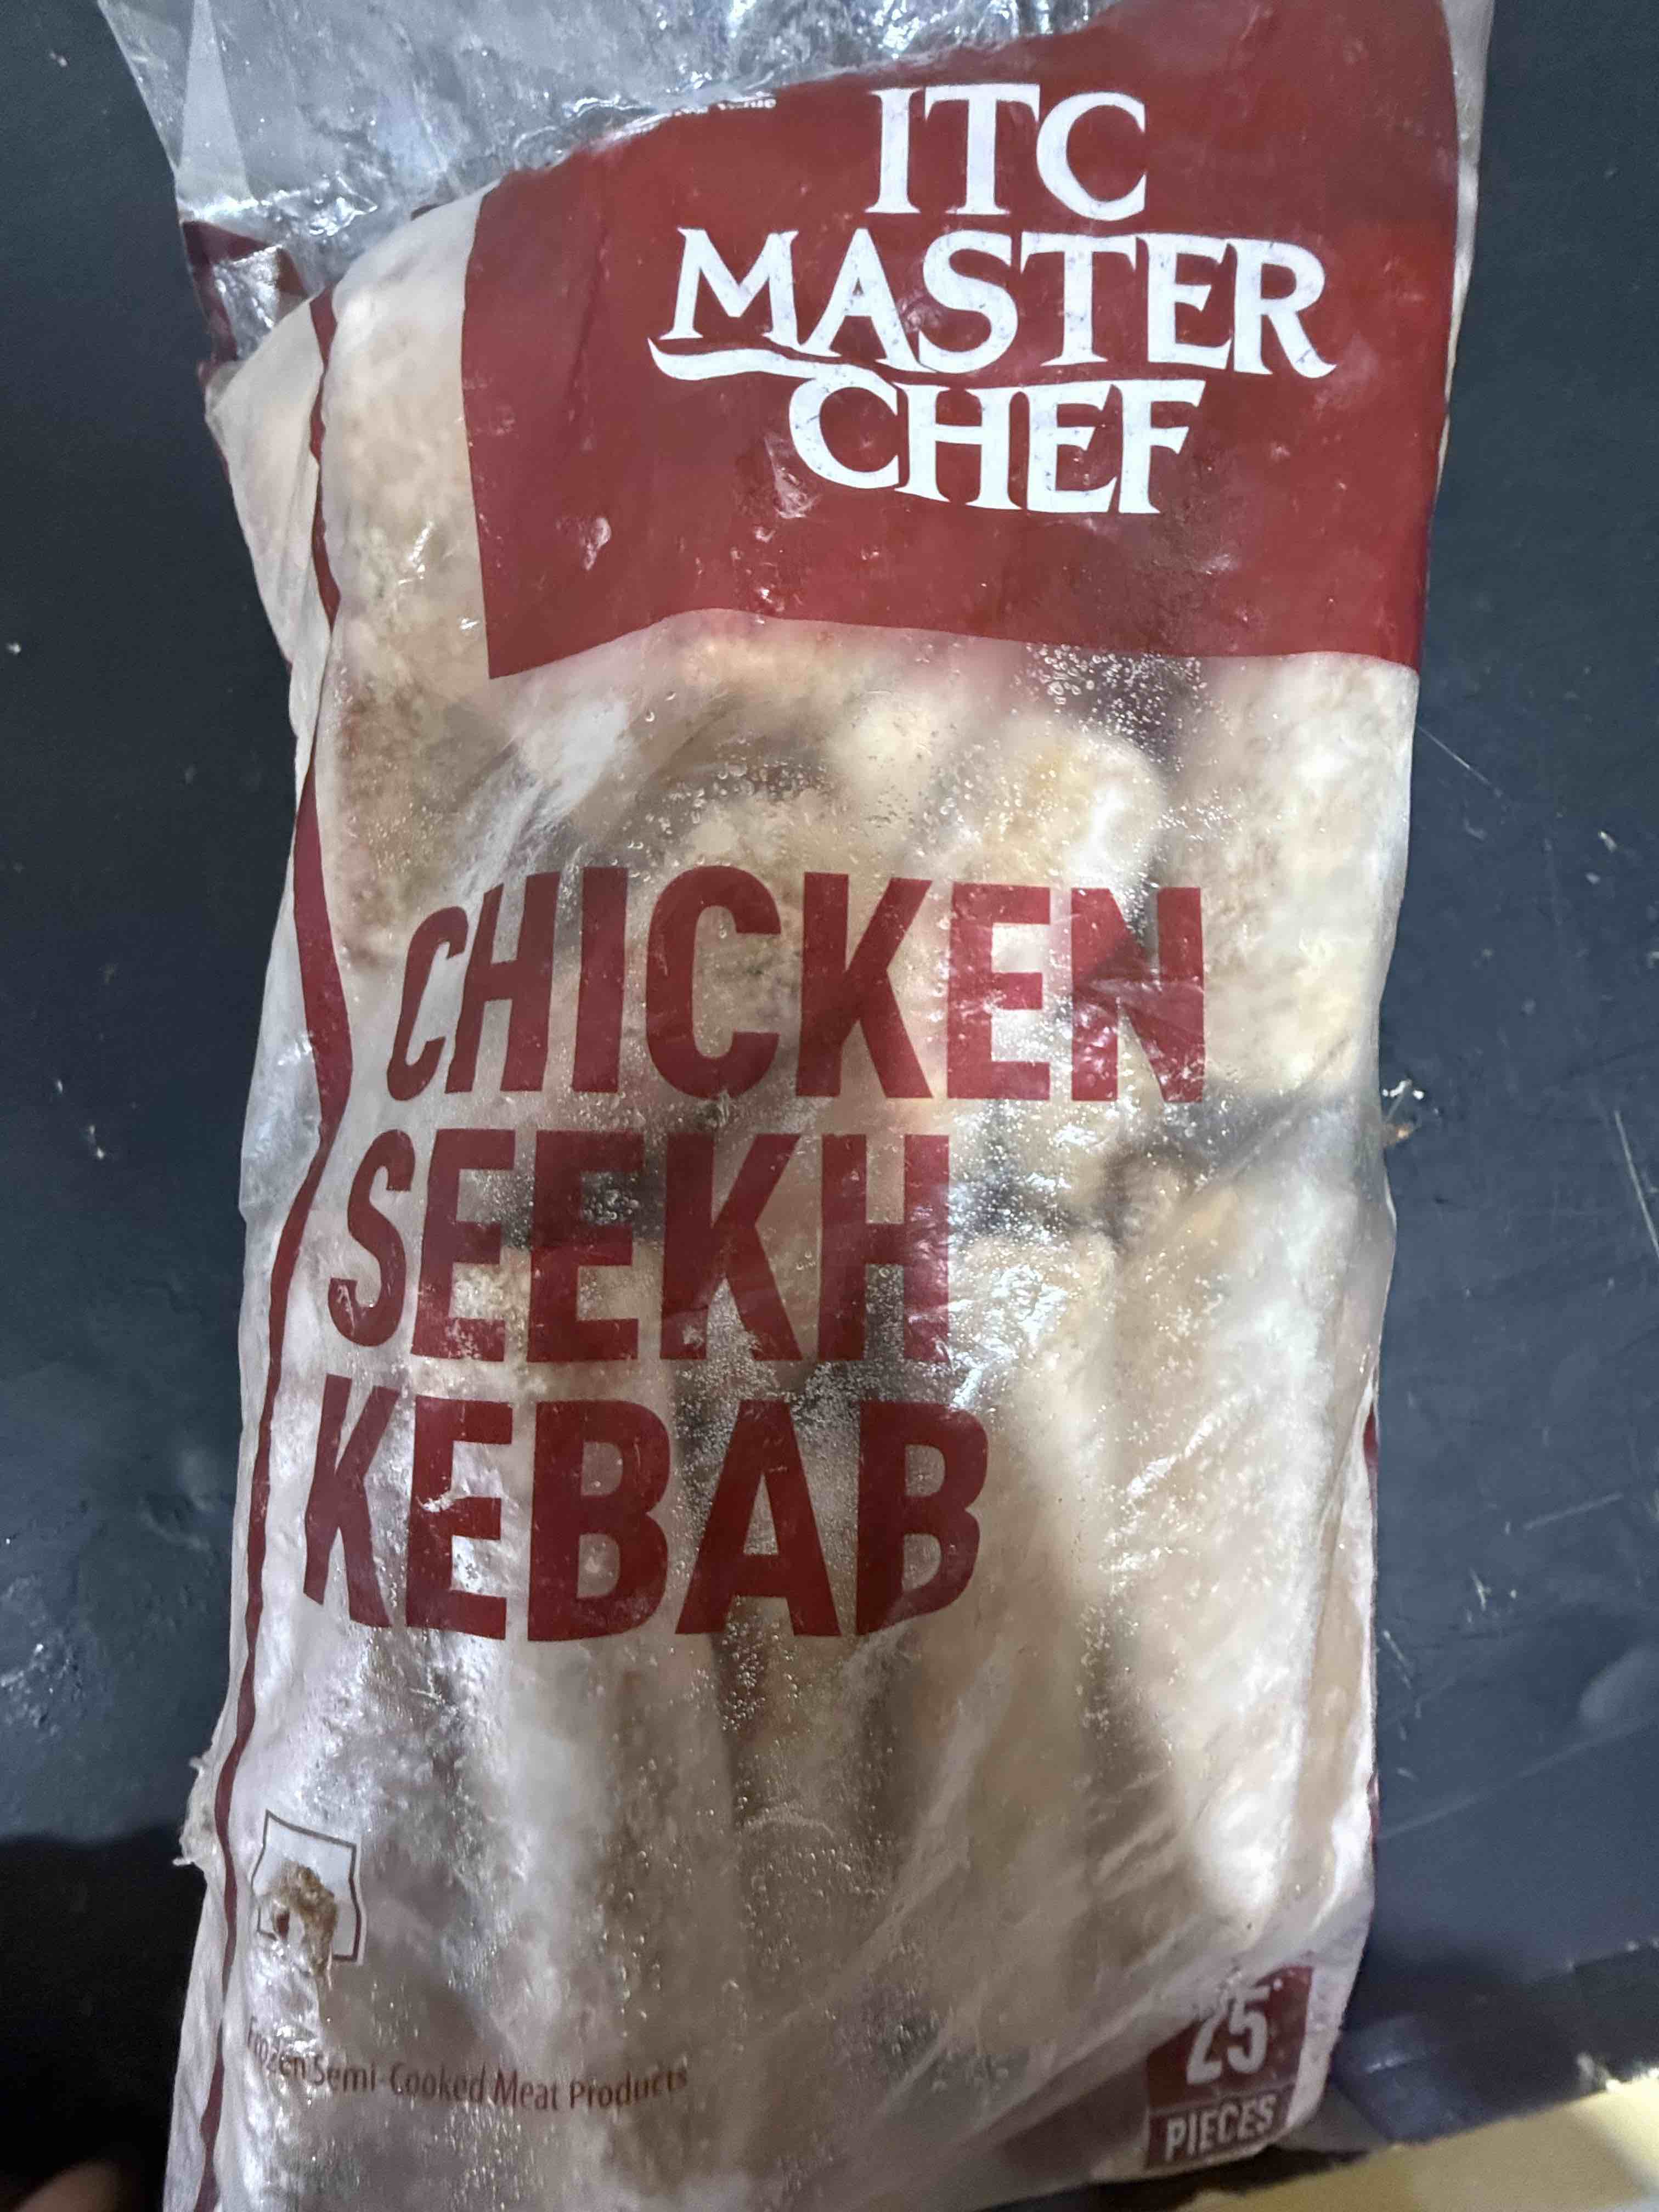 ITC
MASTER
CHEF
CHICKEN
SEEKH
KEBAB
Frozen Semi-Cooked Meat Products
25
PIECES